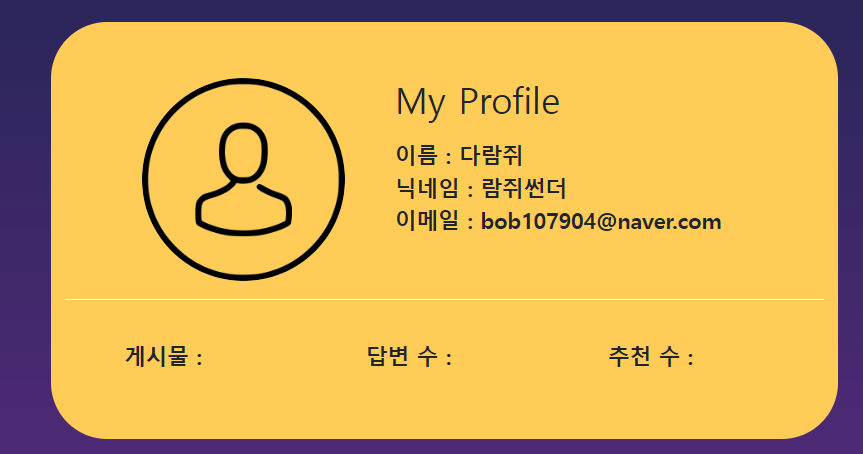 My Profile
이름 : 다람쥐
닉네임 : 람쥐썬더
이메일 : bob107904@naver.com
게시물 : 답변 수 : 추천 수 :